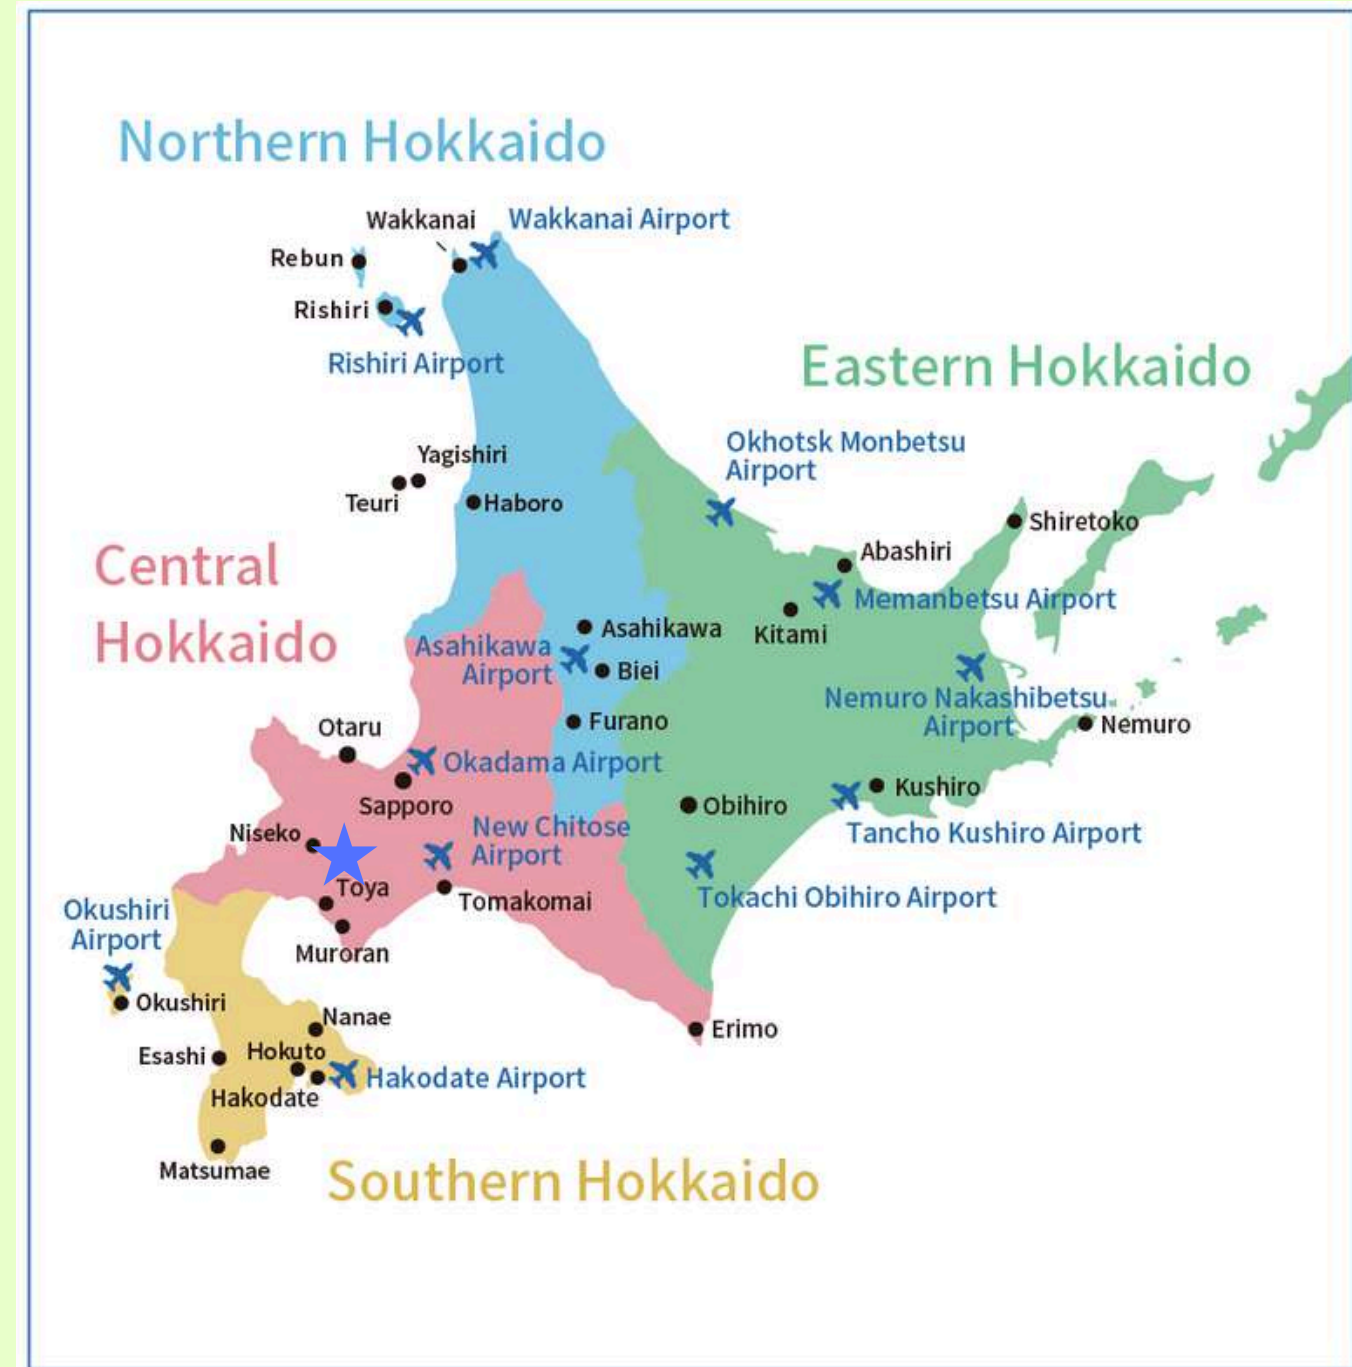 Northern Hokkaido
Wakkanai
Wakkanai Airport
Rebun
Rishiri
Rishiri Airport
Eastern Hokkaido
Okhotsk Monbetsu
Airport
Yagishiri
Teuri
Haboro
Shiretoko
Central
Hokkaido
Abashiri
Memanbetsu Airport
Kitami
Asahikawa
Asahikawa
Airport
Biei
Nemuro Nakashibetsu
Airport
Nemuro
Furano
Otaru
Okadama Airport
Sapporo
Kushiro
Obihiro
Tancho Kushiro Airport
Niseko
New Chitose
Airport
Toya
Tomakomai
Tokachi Obihiro Airport
Okushiri
Airport
Muroran
Okushiri
Nanae
Erimo
Esashi
Hokuto
Hakodate Airport
Hakodate
Matsumae
Southern Hokkaido